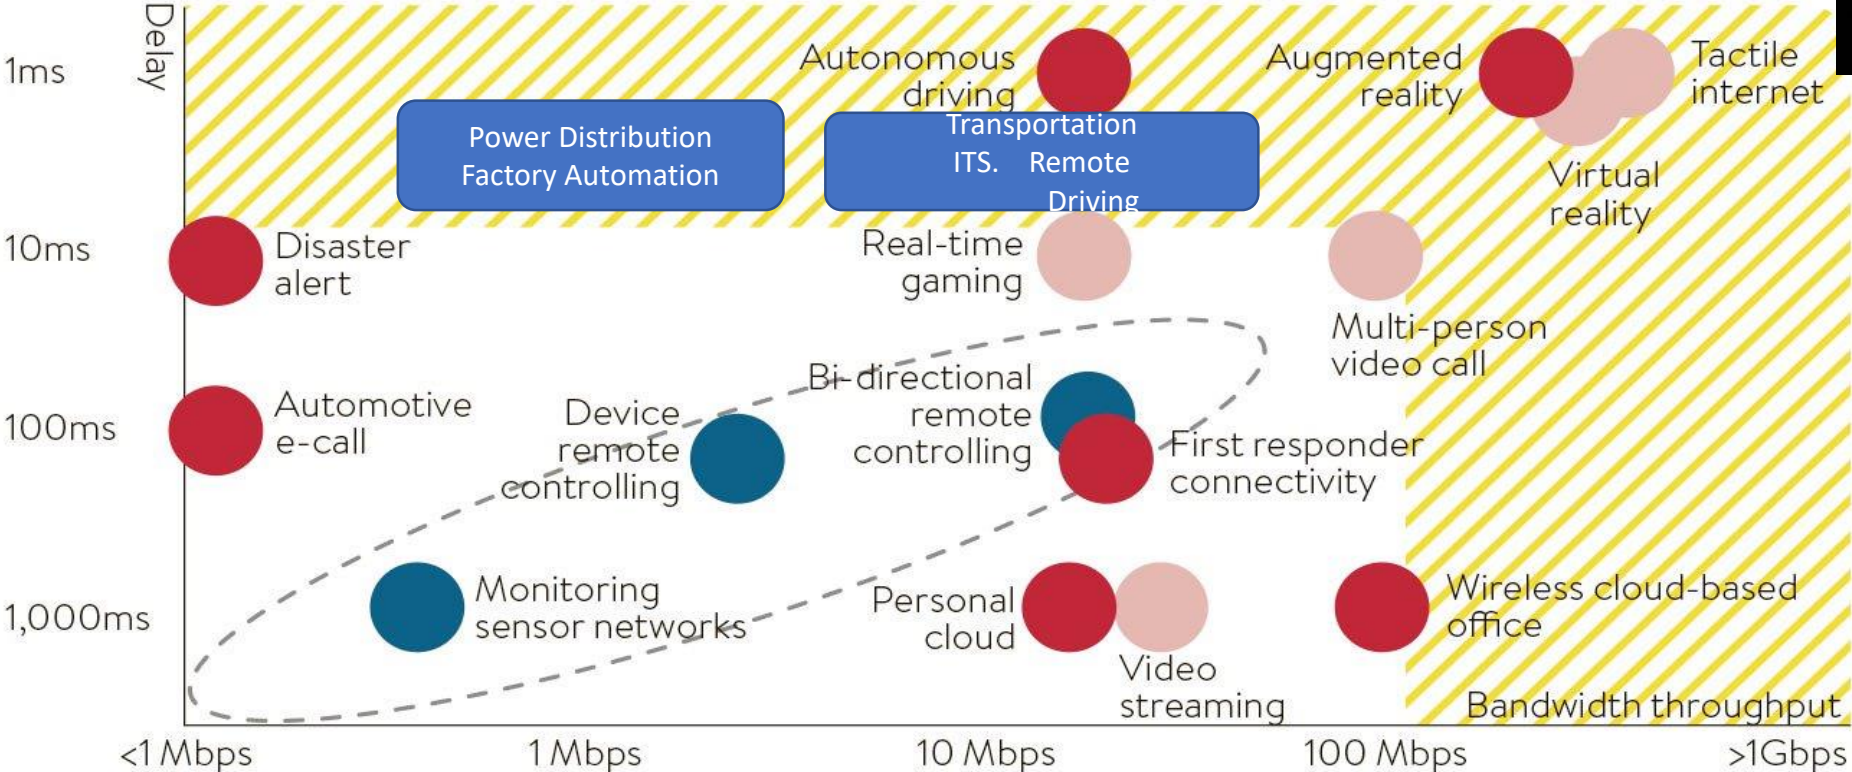 Delay
1ms
10ms
100ms
1,000ms
Autonomous
driving
Augmented
reality
Tactile
internet
Virtual
reality
Power Distribution
Factory Automation
Transportation
ITS. Remote
Driving
Disaster
alert
Real-time
gaming
Multi-person
video call
Automotive
e-call
Device
remote
controlling
Bi-directional
remote
controlling
First responder
connectivity
Monitoring
sensor networks
Personal
cloud
Video
streaming
Wireless cloud-based
office
Bandwidth throughput
<1 Mbps
1 Mbps
10 Mbps
100 Mbps
>1Gbps